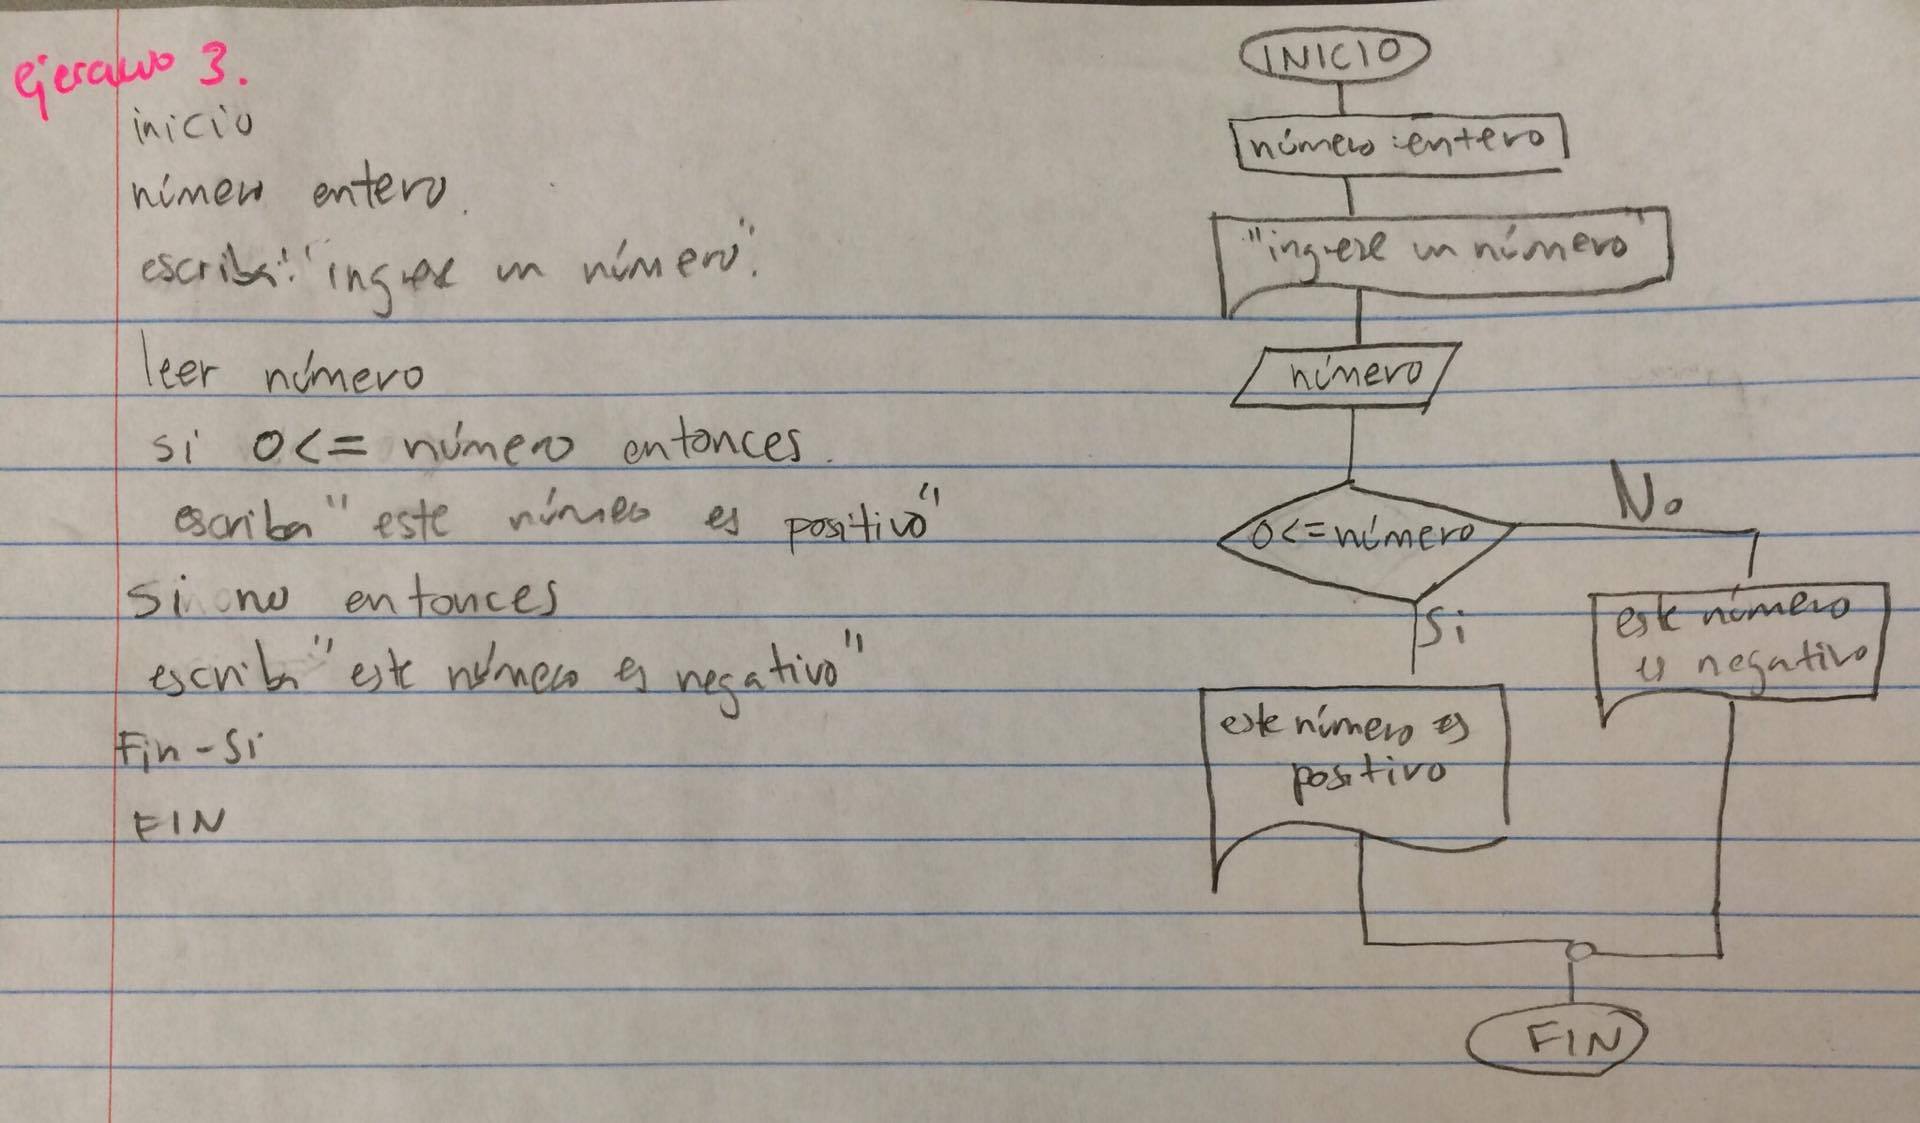 ejercicio 3.
inicio
número entero.
escriba: "ingrese un número".
leer número
si 0<= número entonces.
escriba "este número es positivo"
Si no entonces
escriba "este número es negativo"
Fin-Si
FIN
INICIO
número :entero
"ingrese un número"
número
0<=número
No
Si
este número
es negativo
este número es
positivo
FIN